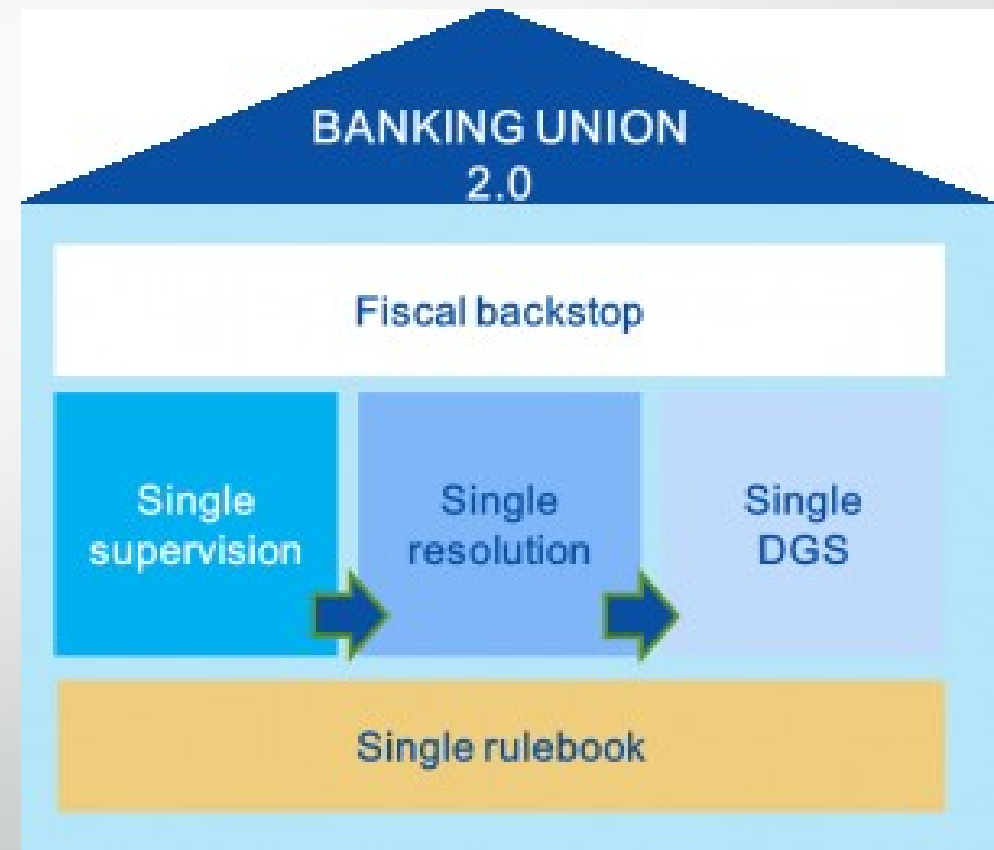 BANKING UNION
2.0
Fiscal backstop
Single
supervision
Single
resolution
Single
DGS
Single rulebook